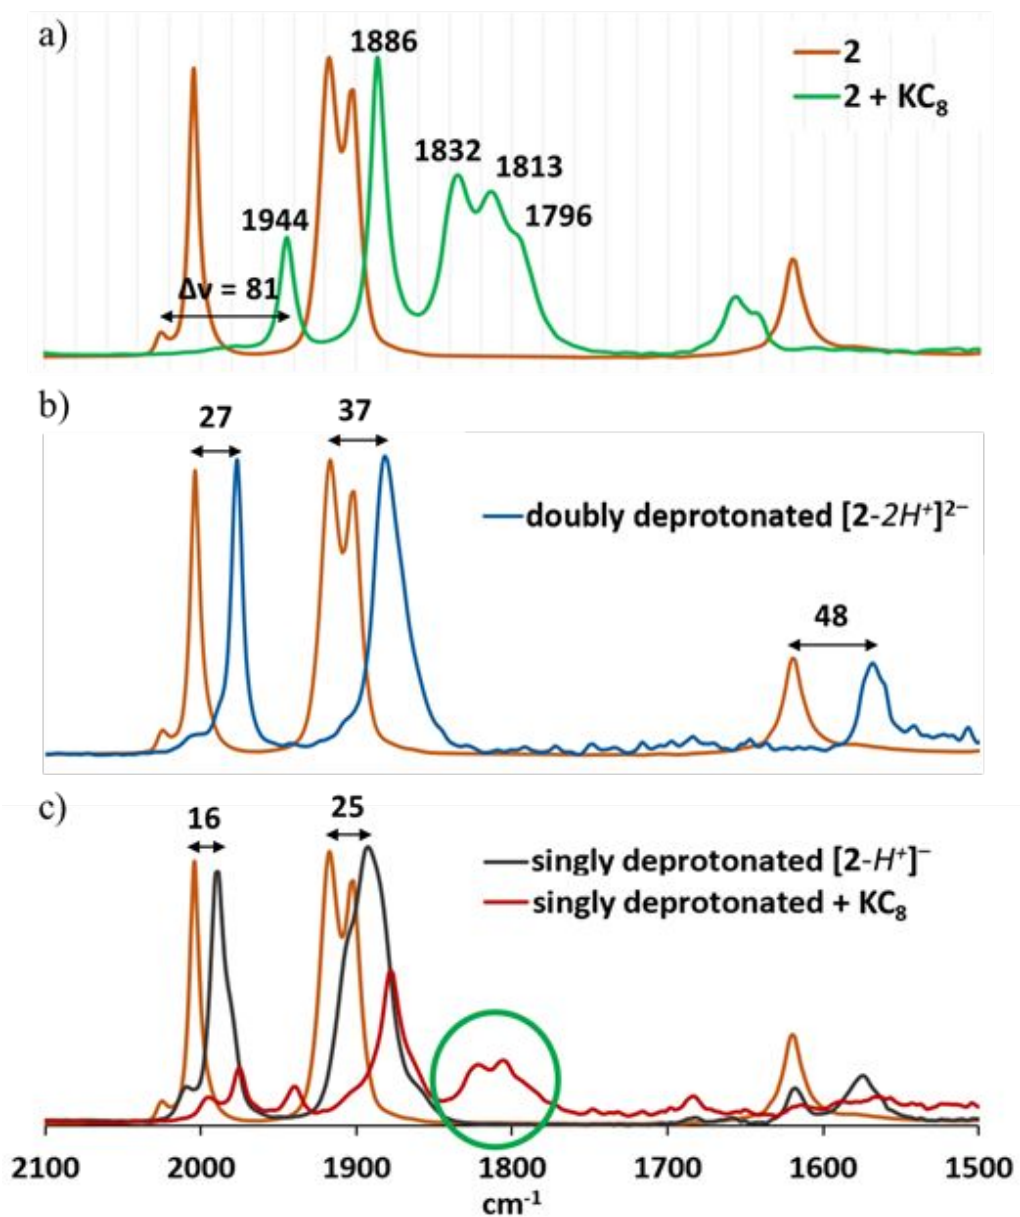 a)
1886
2
2 + KC₈
1832
1813
1796
1944
Δν = 81
b)
27
37
doubly deprotonated [2-2H⁺]²⁻
48
c)
16
25
singly deprotonated [2-H⁺]⁻
singly deprotonated + KC₈
2100 2000 1900 1800 1700 1600 1500
cm⁻¹